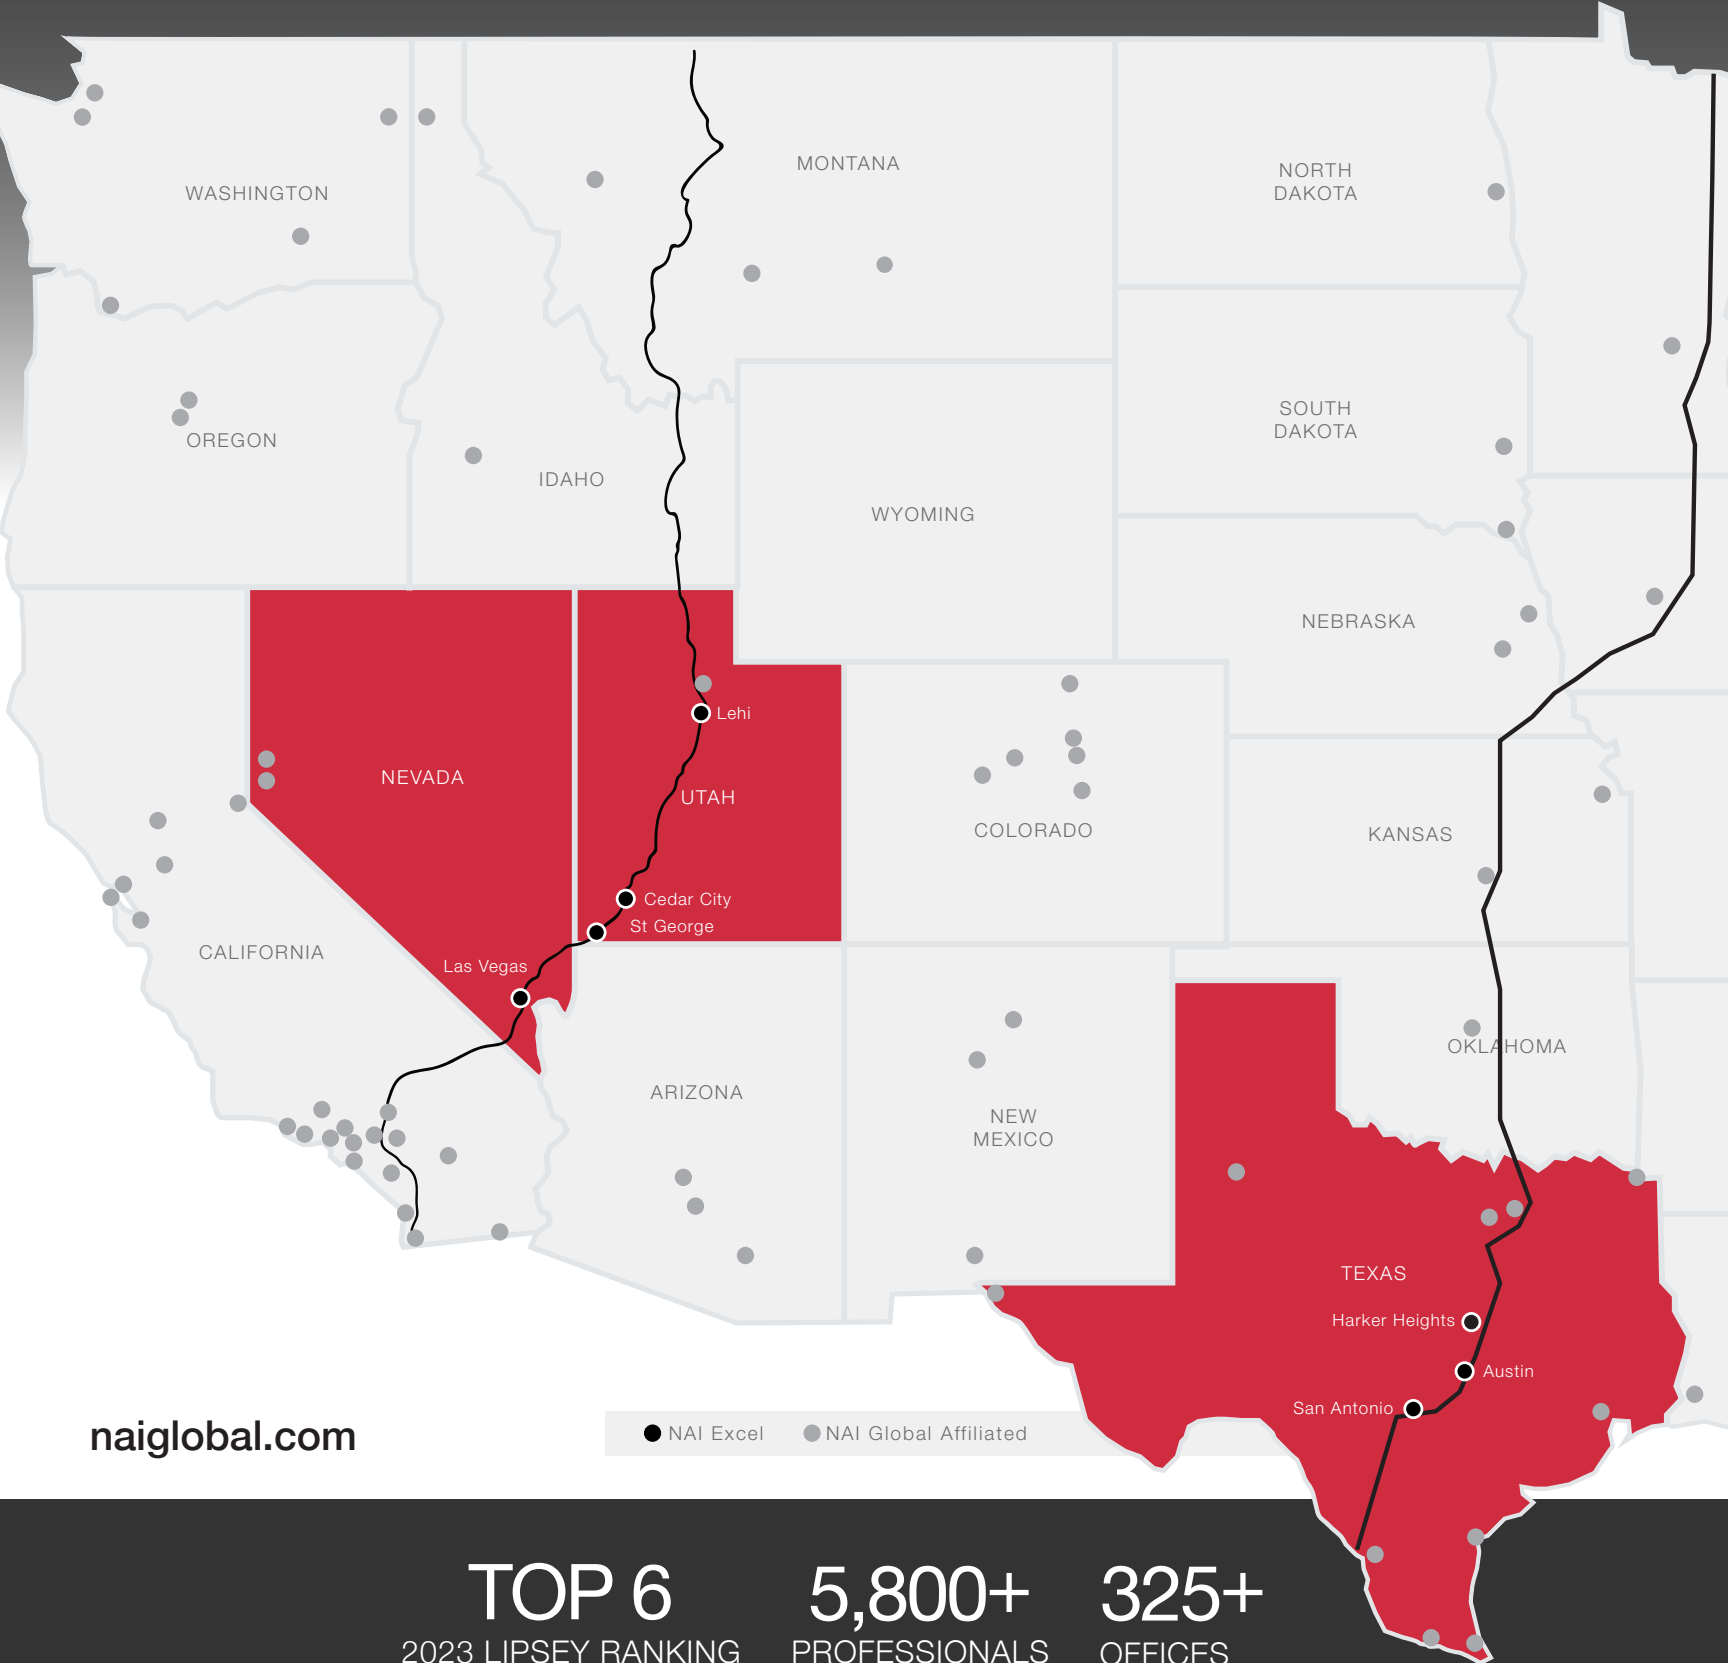 MONTANA
NORTH
DAKOTA
WASHINGTON
SOUTH
DAKOTA
OREGON
IDAHO
WYOMING
NEBRASKA
Lehi
NEVADA
UTAH
COLORADO
KANSAS
Cedar City
St George
CALIFORNIA
Las Vegas
OKLAHOMA
ARIZONA
NEW
MEXICO
TEXAS
Harker Heights
Austin
San Antonio
naiglobal.com
NAI Excel
NAI Global Affiliated
TOP 6
2023 LIPSEY RANKING
5,800+
PROFESSIONALS
325+
OFFICES